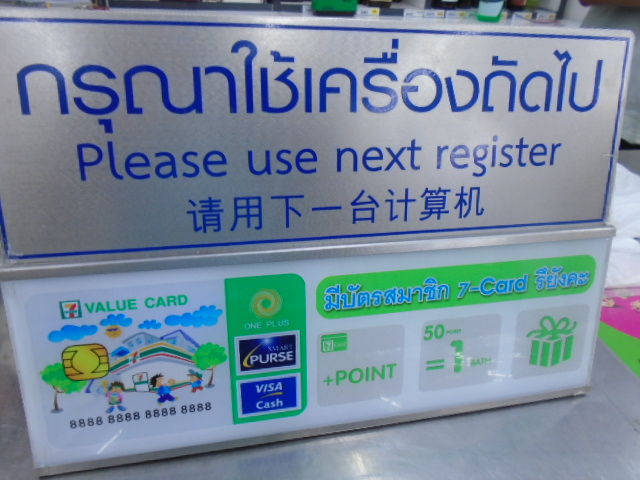 กรุณาใช้เครื่องถัดไป
Please use next register
请用下一台计算机
VALUE CARD
8888 8888 8888 8888
ONE PLUS
SMART PURSE
VISA
Cash
มีบัตรสมาชิก 7-Card รึยังคะ
+POINT
50 POINT
= 1 BATH